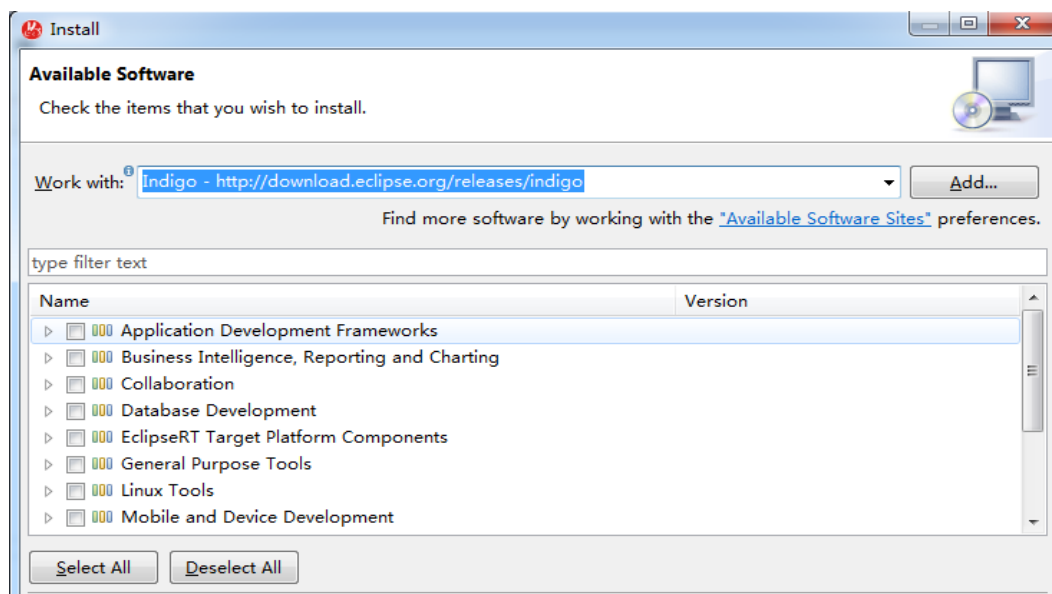 Install
Available Software
Check the items that you wish to install.
Work with: Indigo - http://download.eclipse.org/releases/indigo Add...
Find more software by working with the "Available Software Sites" preferences.
type filter text
Name Version
Application Development Frameworks
Business Intelligence, Reporting and Charting
Collaboration
Database Development
EclipseRT Target Platform Components
General Purpose Tools
Linux Tools
Mobile and Device Development
Select All Deselect All